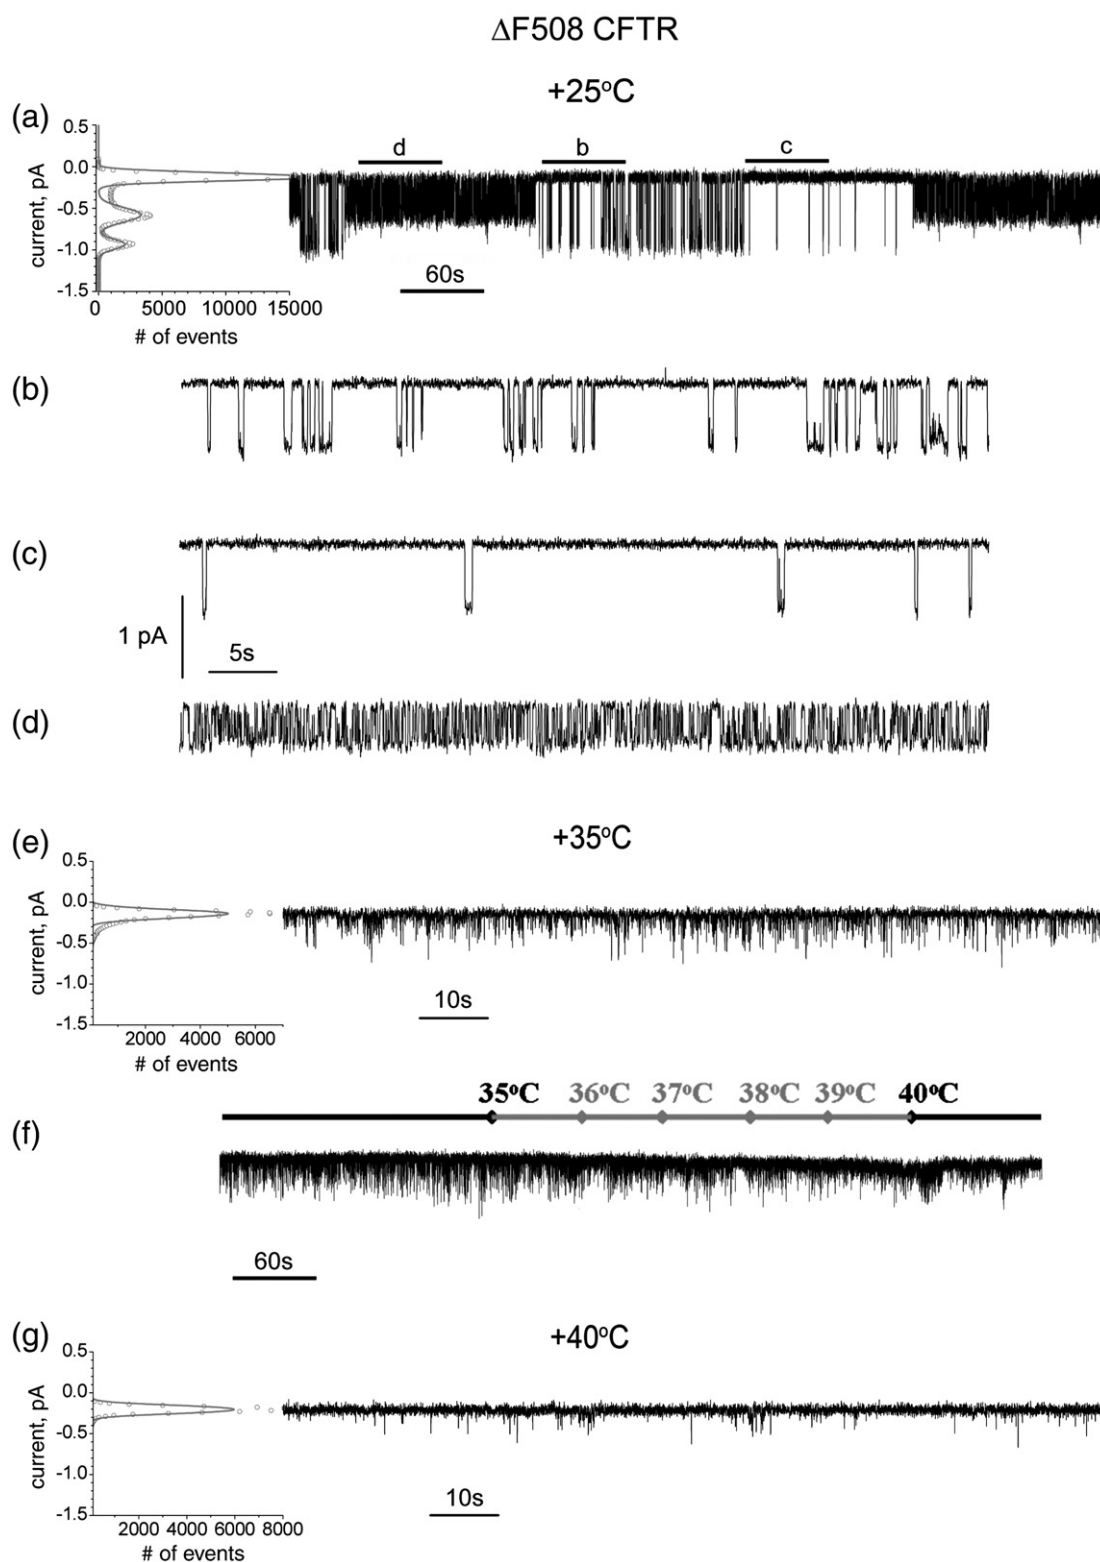 ΔF508 CFTR
+25°C
(a)
0.5
0.0
-0.5
-1.0
-1.5
current, pA
0 5000 10000 15000
# of events
d b c
60s
(b)
(c)
1 pA
5s
(d)
+35°C
(e)
0.5
0.0
-0.5
-1.0
-1.5
current, pA
2000 4000 6000
# of events
10s
35°C 36°C 37°C 38°C 39°C 40°C
(f)
60s
+40°C
(g)
0.5
0.0
-0.5
-1.0
-1.5
current, pA
2000 4000 6000 8000
# of events
10s